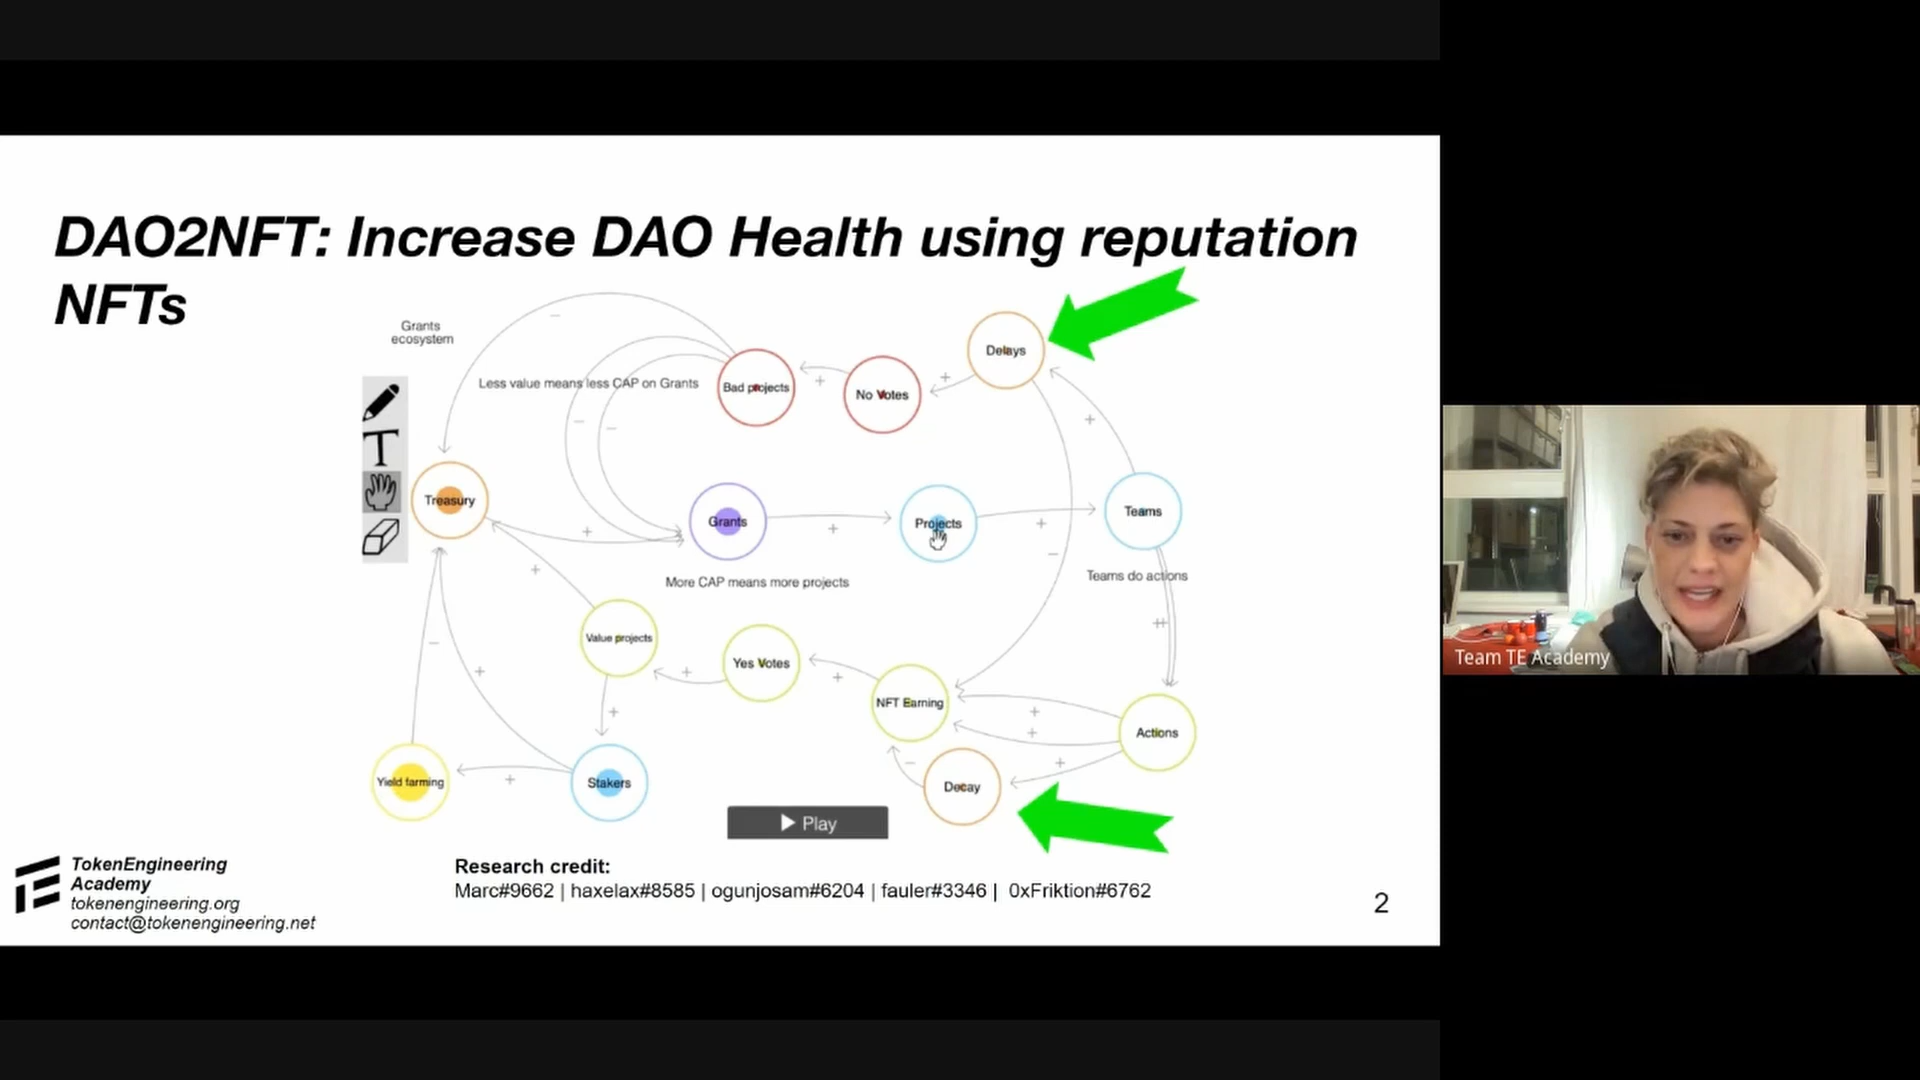 DAO2NFT: Increase DAO Health using reputation
NFTs
Grants
ecosystem
Delays
Less value means less CAP on Grants
Bad projects
No Votes
Treasury
Grants
Projects
Teams
More CAP means more projects
Teams do actions
Value projects
Yes Votes
NFT Earning
Actions
Yield farming
Stakers
Decay
Play
TokenEngineering
Academy
tokenengineering.org
contact@tokenengineering.net
Research credit:
Marc#9662 | haxelax#8585 | ogunjosam#6204 | fauler#3346 | 0xFriktion#6762
2
Team TE Academy